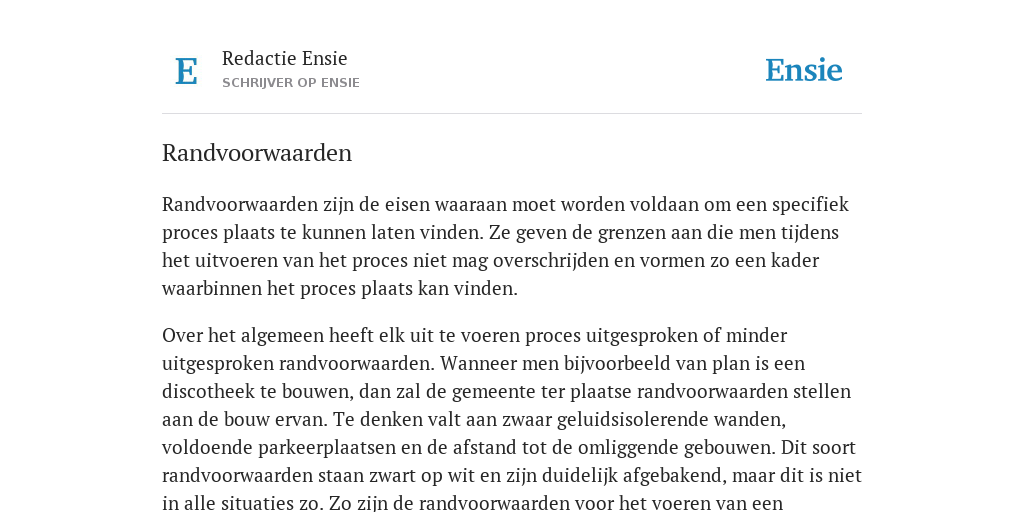 E
Redactie Ensie
SCHRIJVER OP ENSIE
Ensie
Randvoorwaarden
Randvoorwaarden zijn de eisen waaraan moet worden voldaan om een specifiek
proces plaats te kunnen laten vinden. Ze geven de grenzen aan die men tijdens
het uitvoeren van het proces niet mag overschrijden en vormen zo een kader
waarbinnen het proces plaats kan vinden.
Over het algemeen heeft elk uit te voeren proces uitgesproken of minder
uitgesproken randvoorwaarden. Wanneer men bijvoorbeeld van plan is een
discotheek te bouwen, dan zal de gemeente ter plaatse randvoorwaarden stellen
aan de bouw ervan. Te denken valt aan zwaar geluidsisolerende wanden,
voldoende parkeerplaatsen en de afstand tot de omliggende gebouwen. Dit soort
randvoorwaarden staan zwart op wit en zijn duidelijk afgebakend, maar dit is niet
in alle situaties zo. Zo zijn de randvoorwaarden voor het voeren van een